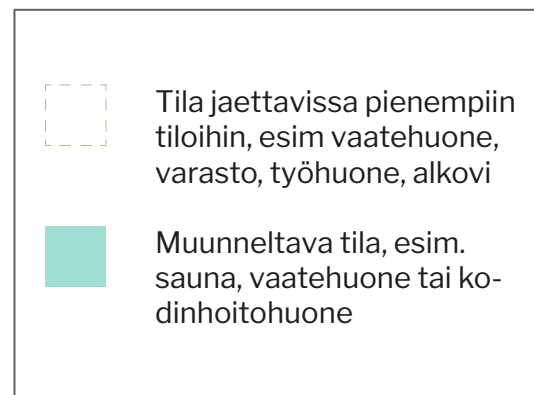 Tila jaettavissa pienempiin
tiloihin, esim vaatehuone,
varasto, työhuone, alkovi
Muunneltava tila, esim.
sauna, vaatehuone tai ko-
dinhoitohuone